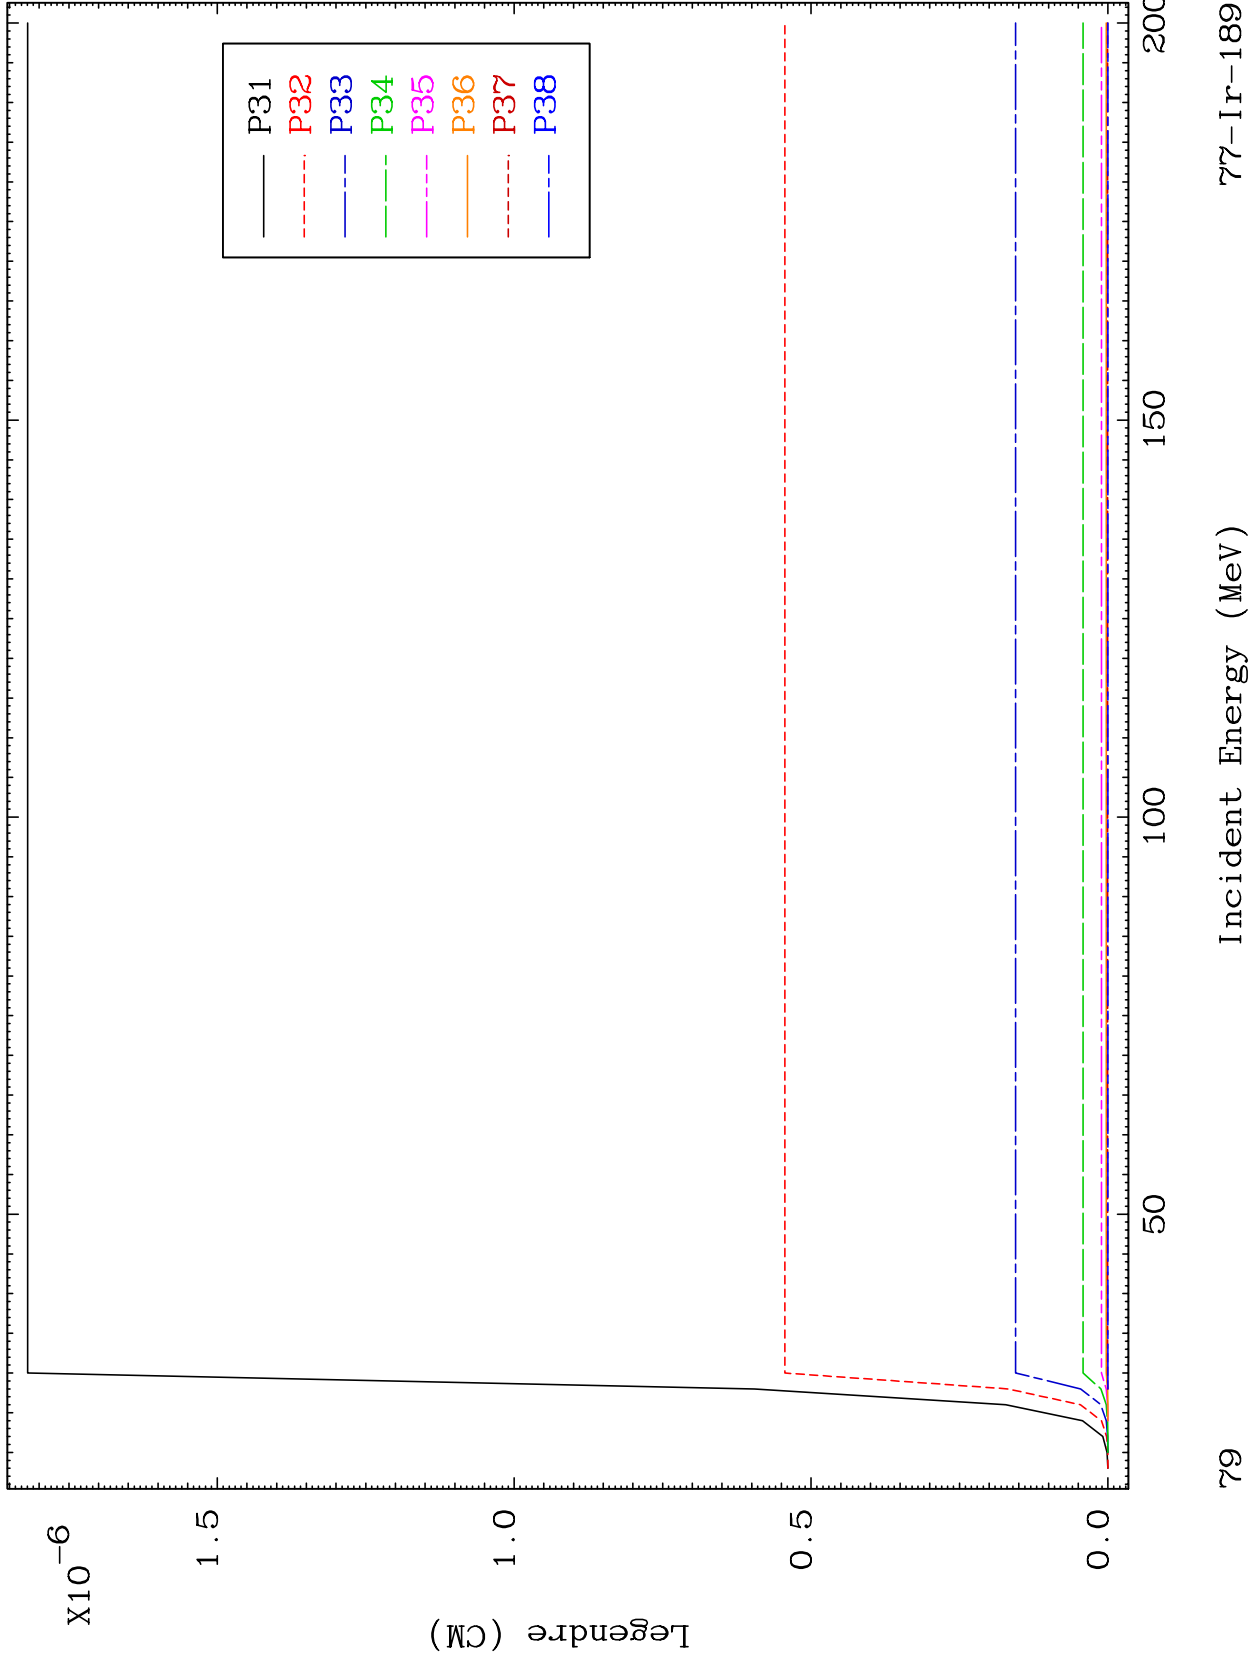 X10-6
1.5
1.0
0.5
0.0
Legendre (CM)
P31
P32
P33
P34
P35
P36
P37
P38
50
100
150
200
79
Incident Energy (MeV)
77-Ir-189